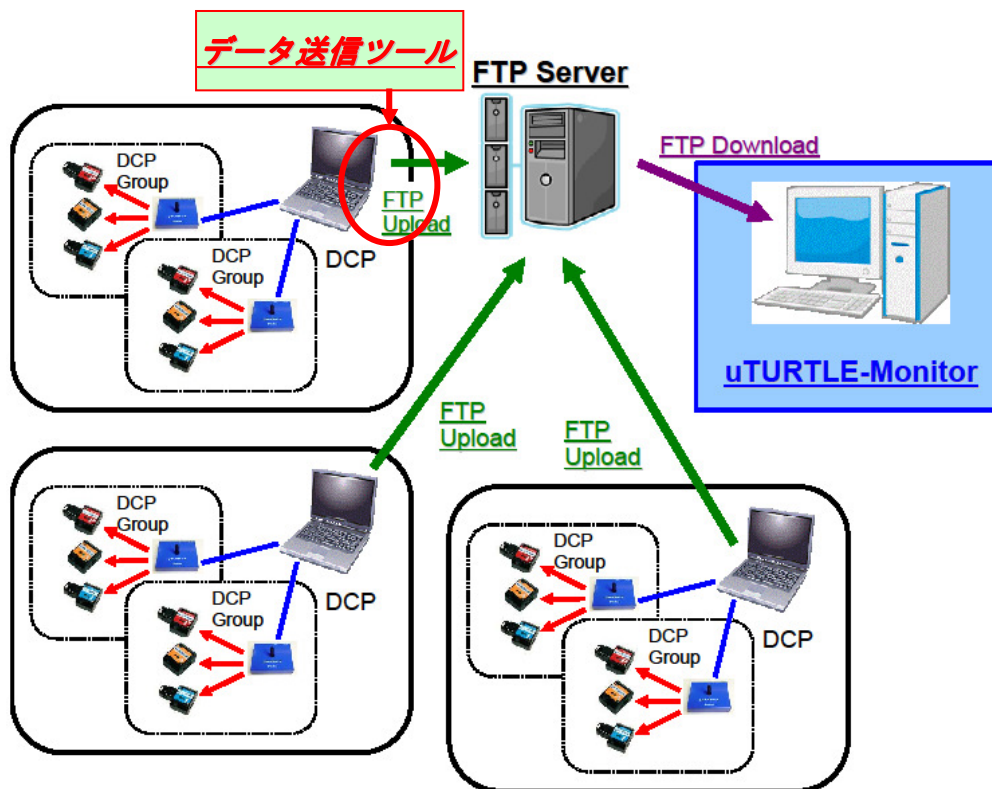 データ送信ツール
FTP Server
DCP
Group
FTP
Upload
FTP Download
DCP
Group
DCP
uTURTLE-Monitor
FTP
Upload
FTP
Upload
DCP
Group
DCP
Group
DCP
DCP
Group
DCP
Group
DCP